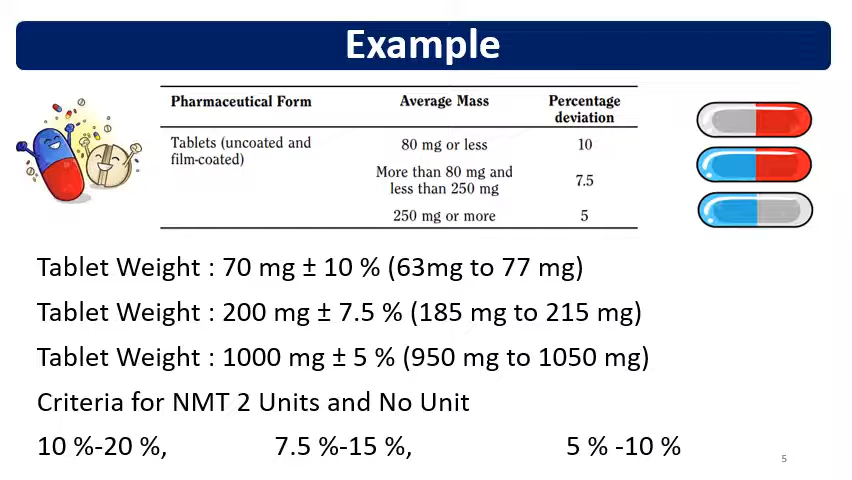 Example
Pharmaceutical Form Average Mass Percentage
deviation
Tablets (uncoated and 80 mg or less 10
film-coated)
More than 80 mg and
less than 250 mg 7.5
250 mg or more 5
Tablet Weight : 70 mg ± 10 % (63mg to 77 mg)
Tablet Weight : 200 mg ± 7.5 % (185 mg to 215 mg)
Tablet Weight : 1000 mg ± 5 % (950 mg to 1050 mg)
Criteria for NMT 2 Units and No Unit
10 %-20 %, 7.5 %-15 %, 5 % -10 %
5